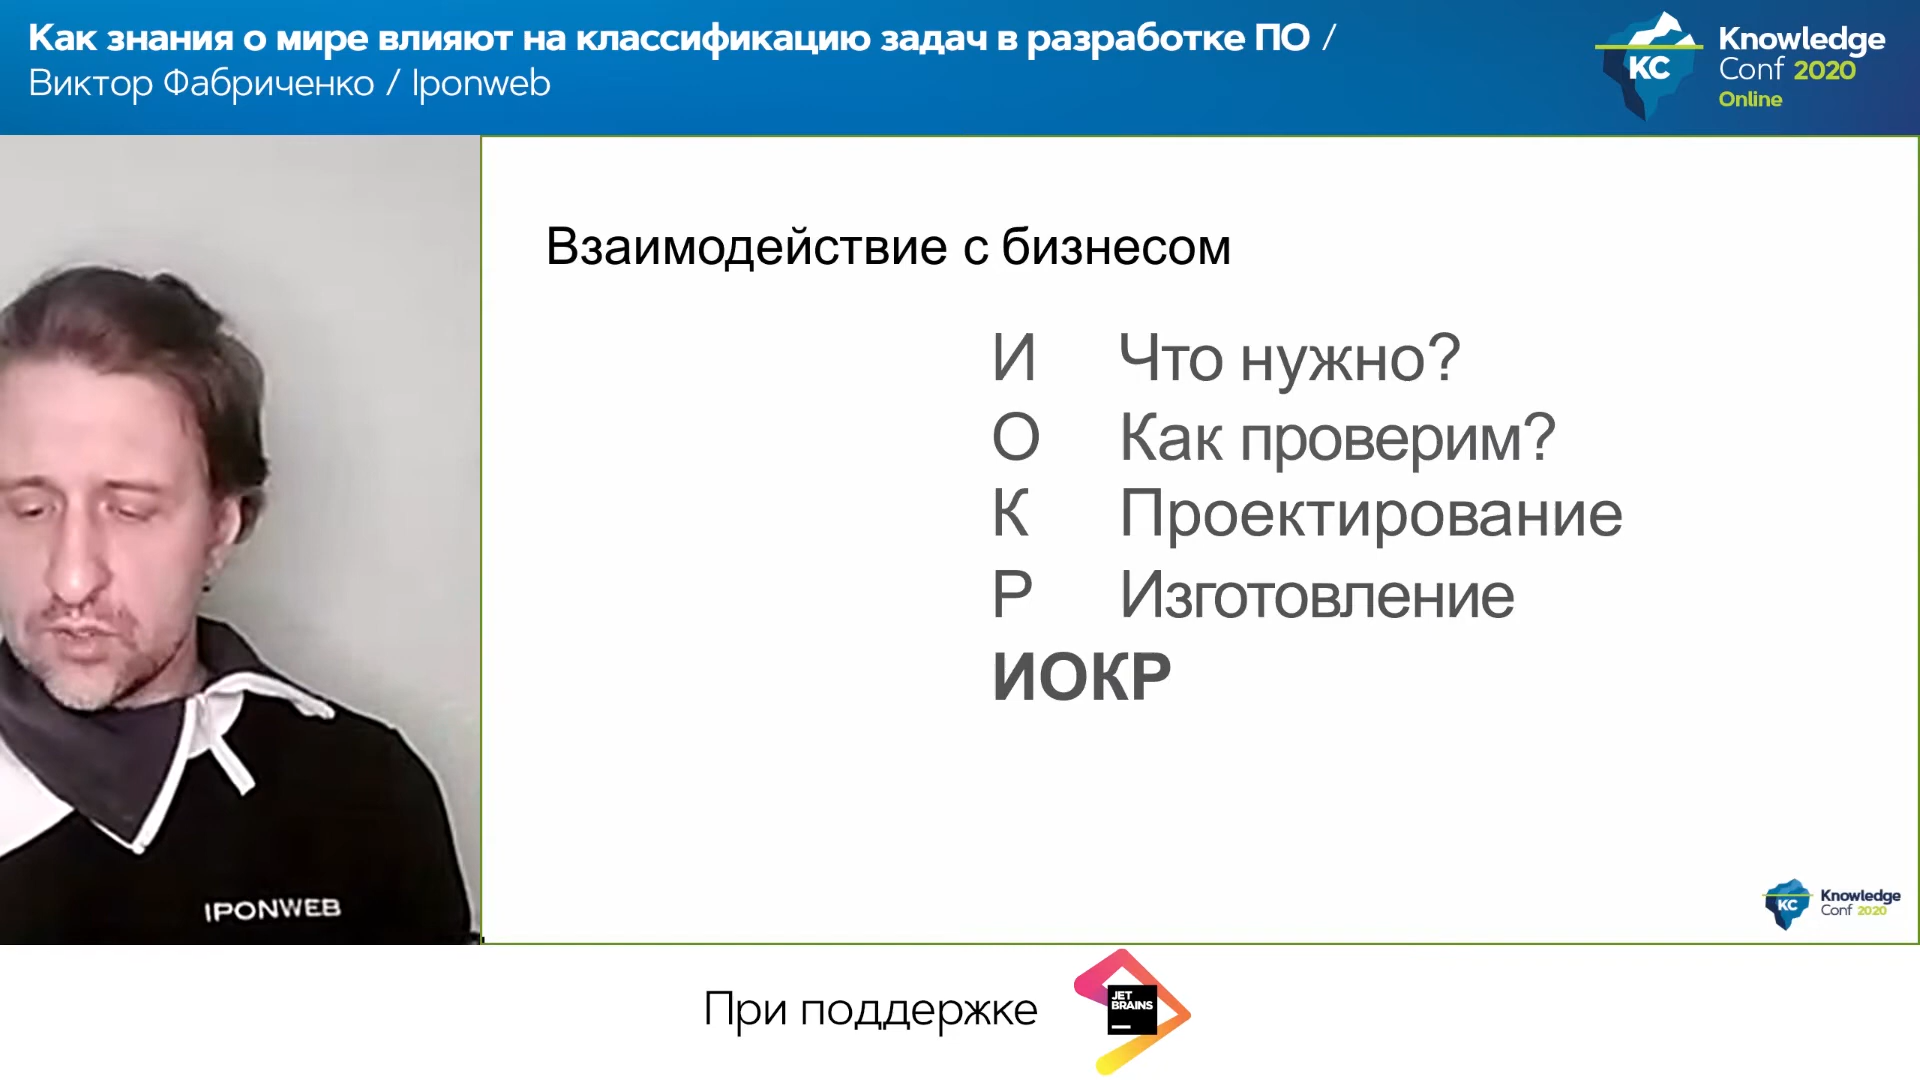 Как знания о мире влияют на классификацию задач в разработке ПО /
Виктор Фабриченко / Iponweb
KC
Knowledge
Conf 2020
Online
Взаимодействие с бизнесом
И Что нужно?
О Как проверим?
К Проектирование
Р Изготовление
ИОКР
IPONWEB
KC
Knowledge
Conf 2020
При поддержке
JET
BRAINS